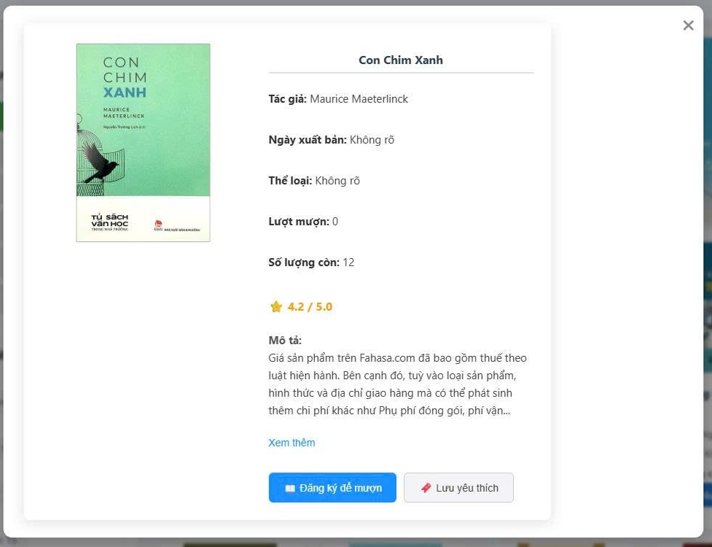 CON
CHIM
XANH
MAURICE
MAETERLINCK
TỦ SÁCH
VĂN HỌC
TRONG NHÀ TRƯỜNG
Con Chim Xanh
Tác giả: Maurice Maeterlinck
Ngày xuất bản: Không rõ
Thể loại: Không rõ
Lượt mượn: 0
Số lượng còn: 12
4.2 / 5.0
Mô tả:
Giá sản phẩm trên Fahasa.com đã bao gồm thuế theo
luật hiện hành. Bên cạnh đó, tuỳ vào loại sản phẩm,
hình thức và địa chỉ giao hàng mà có thể phát sinh
thêm chi phí khác như Phụ phí đóng gói, phí vận...
Xem thêm
Đăng ký để mượn
Lưu yêu thích